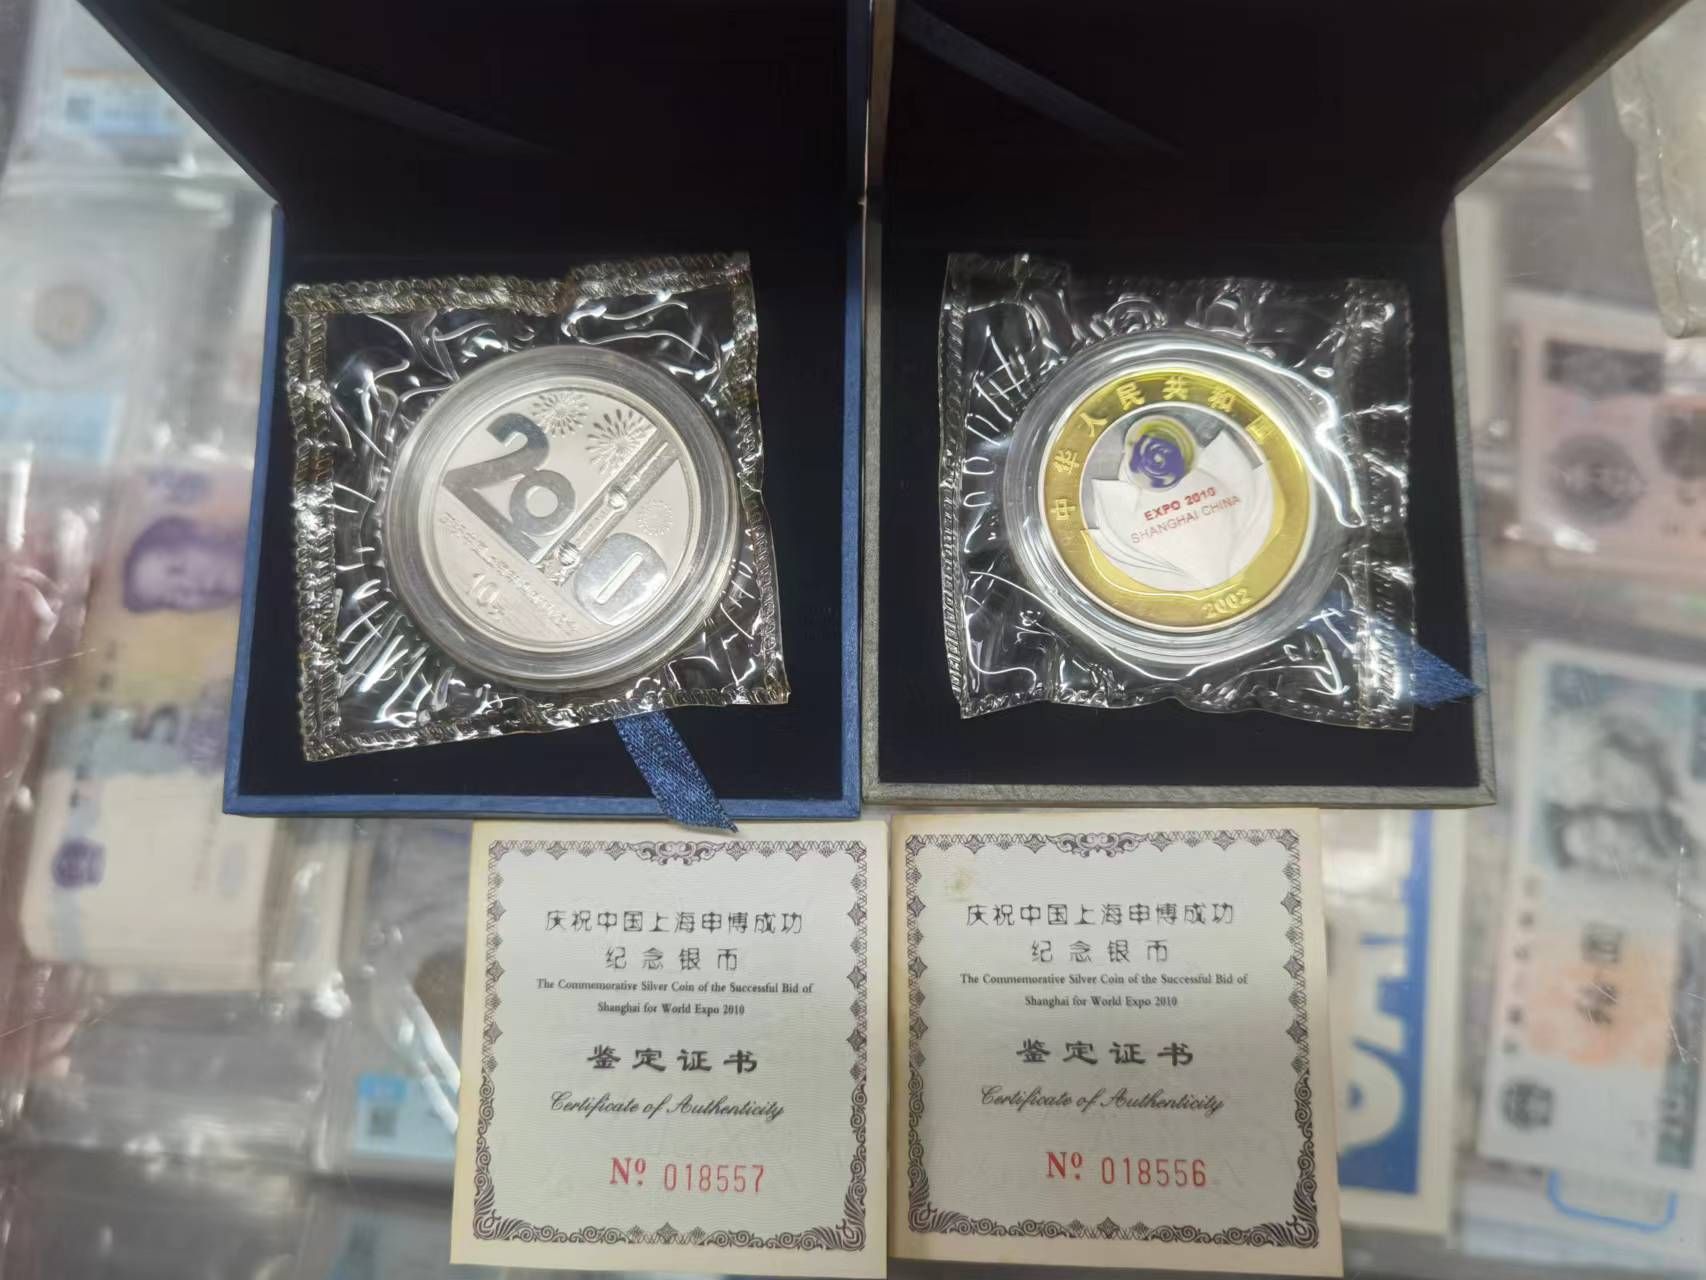 2010
10元
中华人民共和国
EXPO 2010
SHANGHAI CHINA
2002
庆祝中国上海申博成功
纪念银币
The Commemorative Silver Coin of the Successful Bid of
Shanghai for World Expo 2010
鉴定证书
Certificate of Authenticity
Nº 018557
庆祝中国上海申博成功
纪念银币
The Commemorative Silver Coin of the Successful Bid of
Shanghai for World Expo 2010
鉴定证书
Certificate of Authenticity
Nº 018556